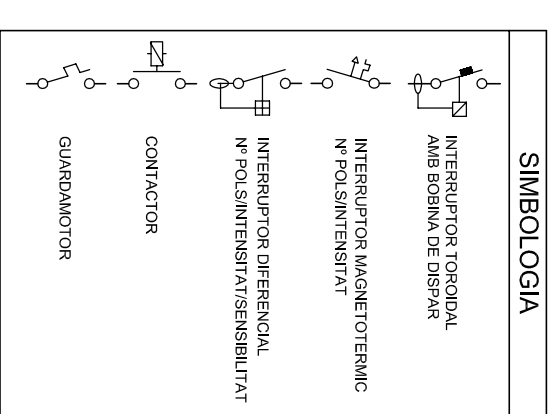 SIMBOLOGIA
INTERRUPTOR TOROIDAL
AMB BOBINA DE DISPAR
INTERRUPTOR MAGNETOTERMIC
Nº POLS/INTENSITAT
INTERRUPTOR DIFERENCIAL
Nº POLS/INTENSITAT/SENSIBILITAT
CONTACTOR
GUARDAMOTOR